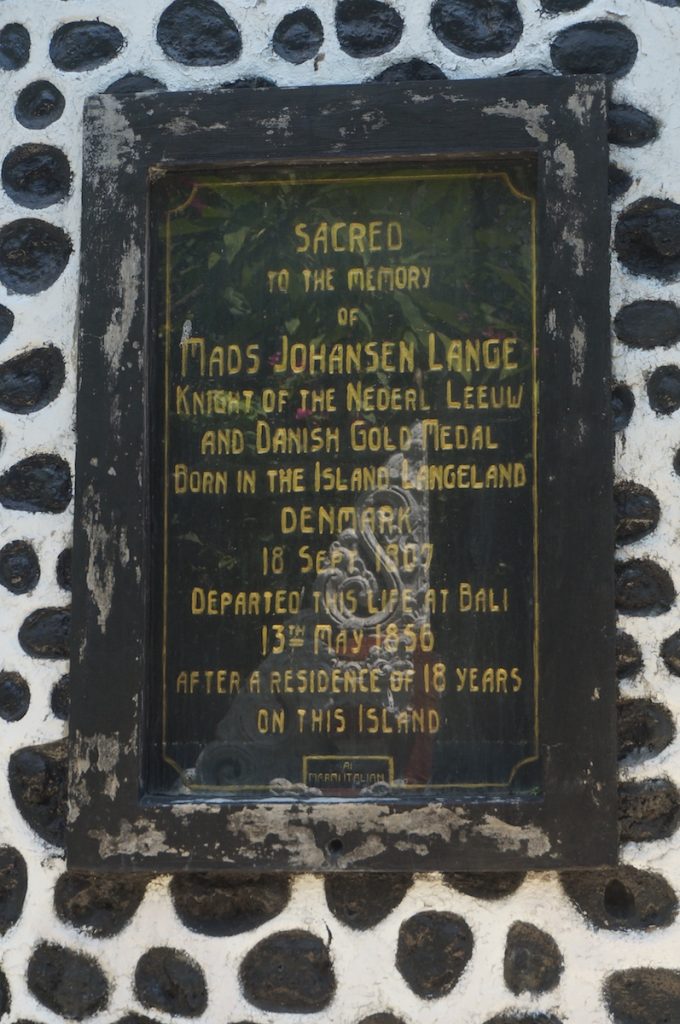 SACRED
TO THE MEMORY
OF
MADS JOHANSEN LANGE
KNIGHT OF THE NEDERL LEEUW
AND DANISH GOLD MEDAL
BORN IN THE ISLAND LANGELAND
DENMARK
18 SEPT 1807
DEPARTED THIS LIFE AT BALI
13TH MAY 1856
AFTER A RESIDENCE OF 18 YEARS
ON THIS ISLAND